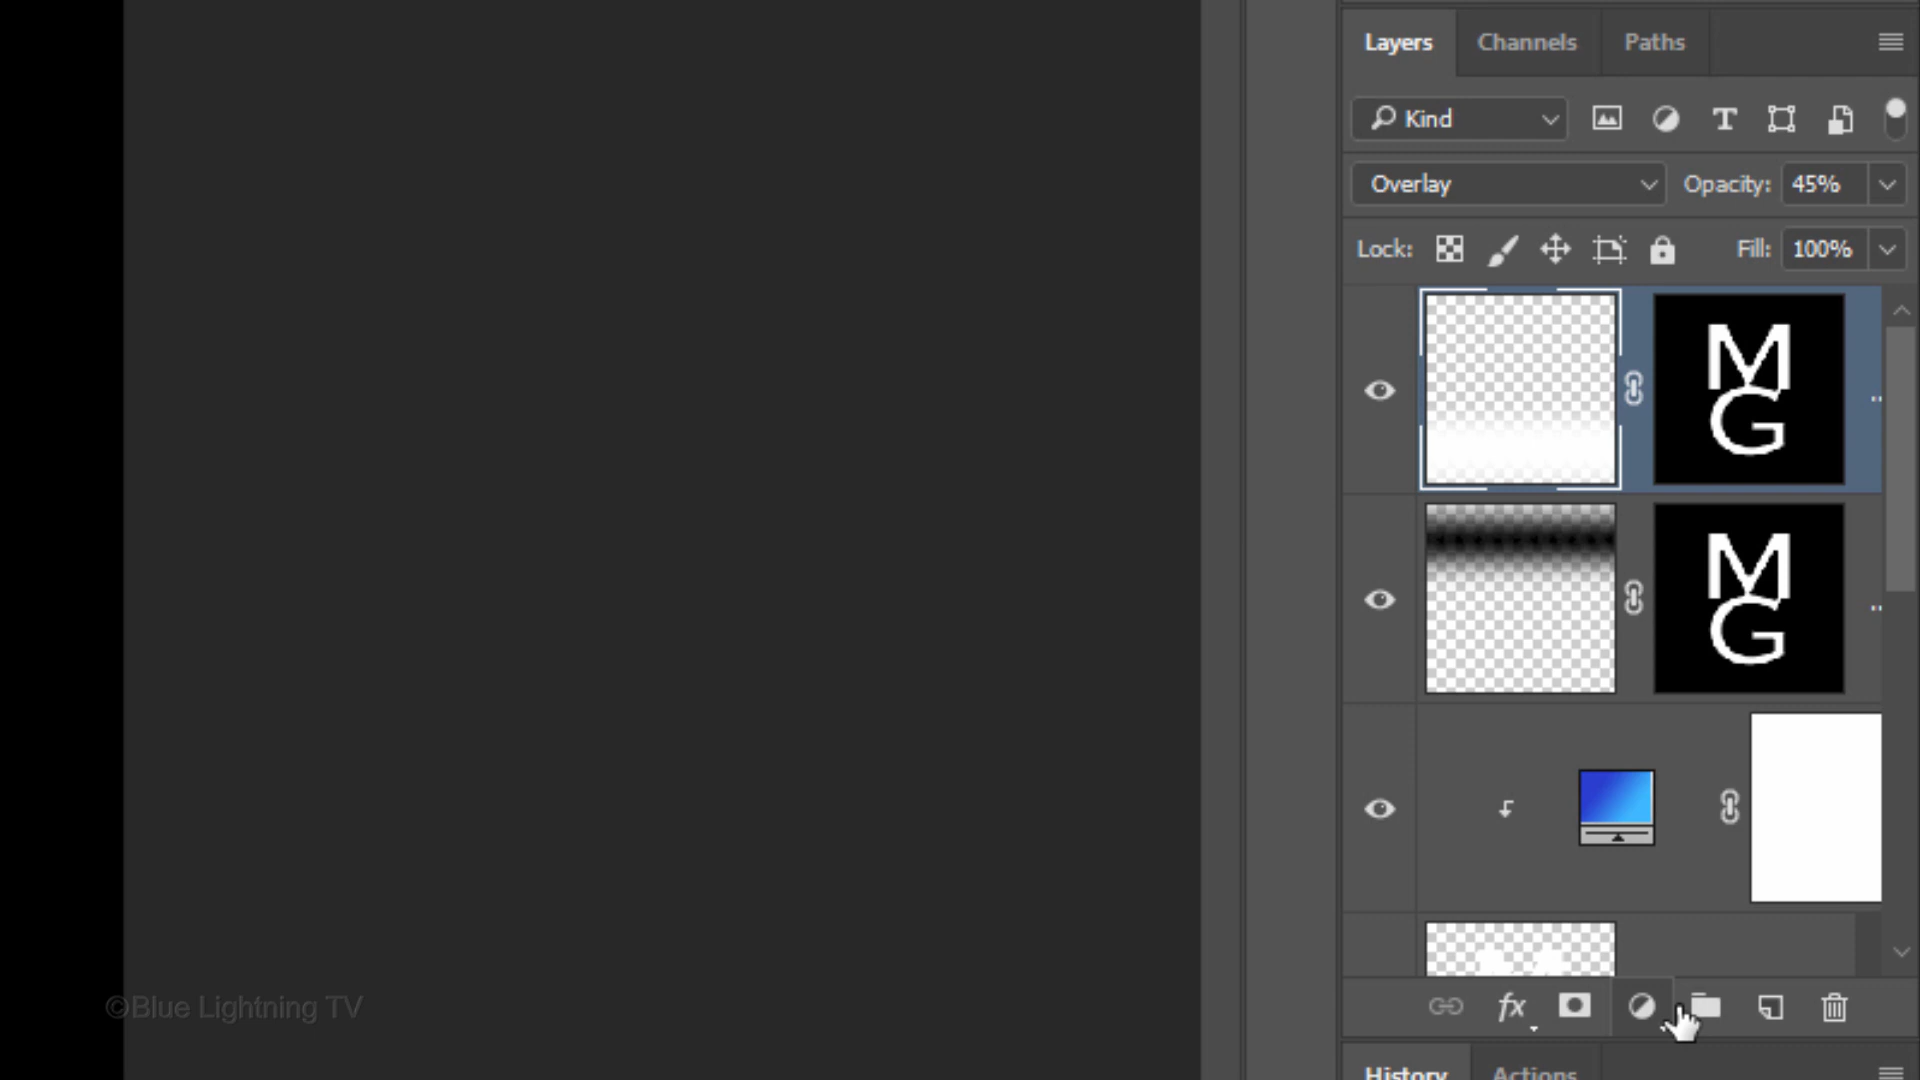 Layers Channels Paths
Kind
Overlay Opacity: 45%
Lock: Fill: 100%
M
G
M
G
fx
©Blue Lightning TV
History Actions